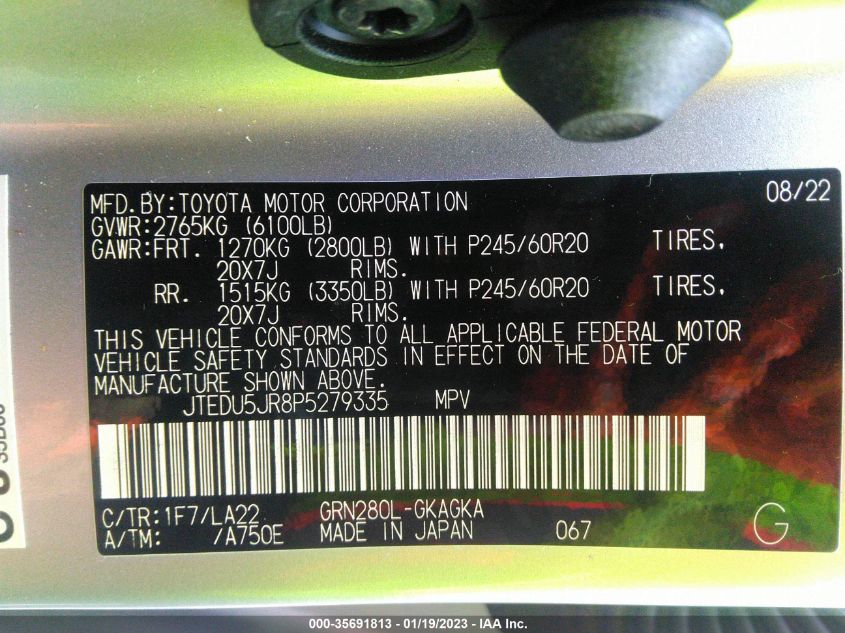 MFD.BY:TOYOTA MOTOR CORPORATION 08/22
GVWR:2765KG (6100LB)
GAWR:FRT. 1270KG (2800LB) WITH P245/60R20 TIRES,
20X7J RIMS.
RR. 1515KG (3350LB) WITH P245/60R20 TIRES,
20X7J RIMS.
THIS VEHICLE CONFORMS TO ALL APPLICABLE FEDERAL MOTOR
VEHICLE SAFETY STANDARDS IN EFFECT ON THE DATE OF
MANUFACTURE SHOWN ABOVE.
JTEDU5JR8P5279335 MPV
C/TR:1F7/LA22 GRN280L-GKAGKA
A/TM: /A750E MADE IN JAPAN 067 G
000-35691813 - 01/19/2023 - IAA Inc.